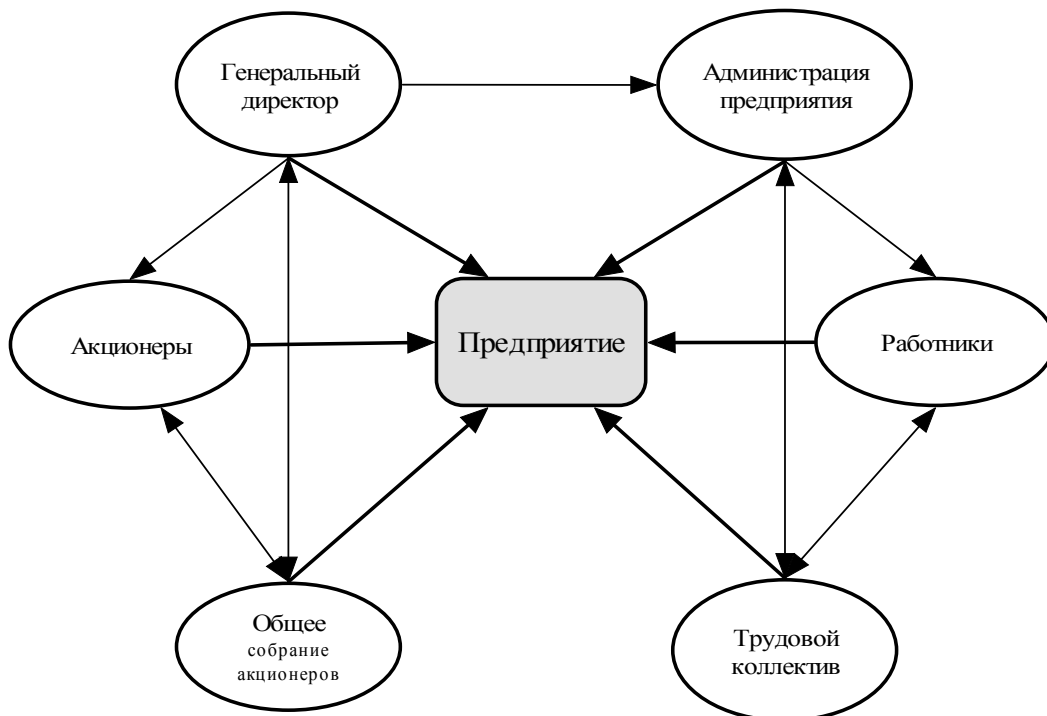 Генеральный
директор
Администрация
предприятия
Акционеры
Предприятие
Работники
Общее
собрание
акционеров
Трудовой
коллектив